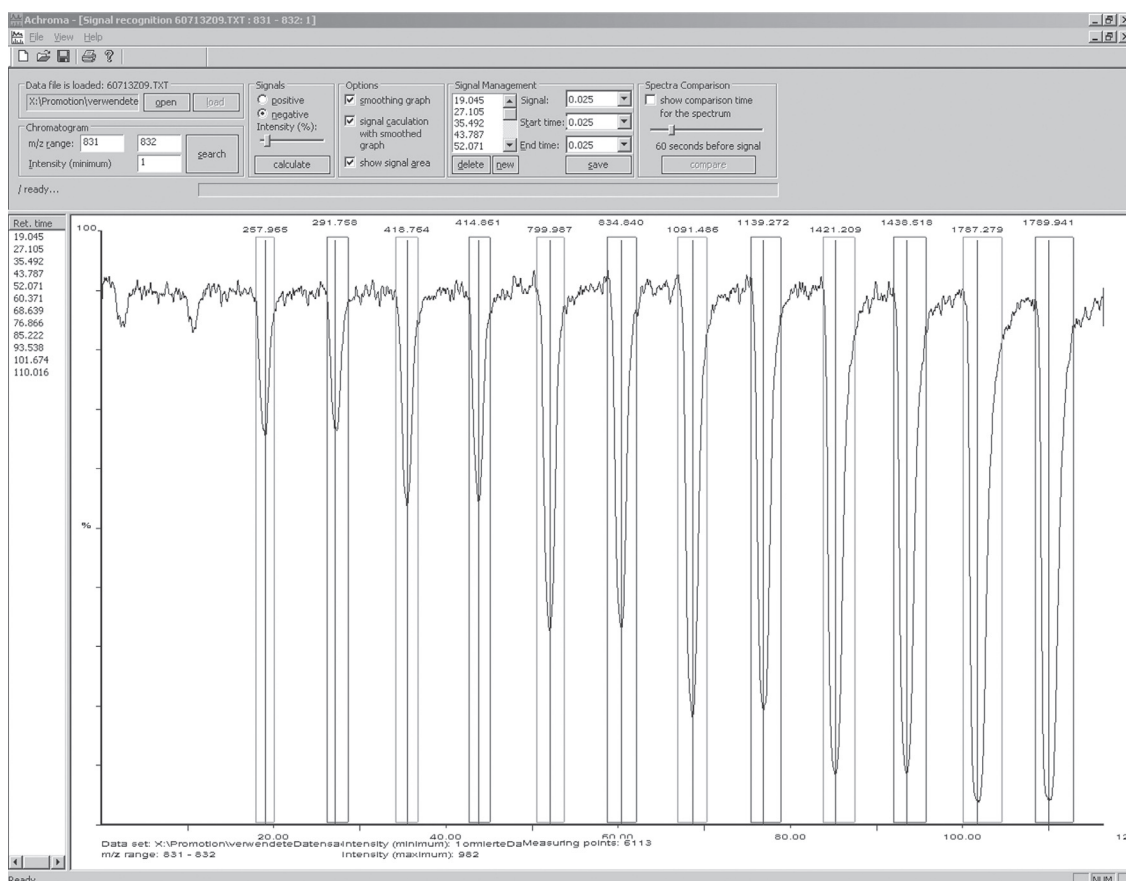 Achroma - [Signal recognition 60713Z09.TXT : 831 - 832: 1]
File View Help
Data file is loaded: 60713Z09.TXT
X:\Promotion\verwendete open load
Chromatogram
m/z range: 831 832
Intensity (minimum) 1
search
Signals
positive
negative
Intensity (%):
calculate
Options
smoothing graph
signal caculation
with smoothed
graph
show signal area
Signal Management
19.045
27.105
35.492
43.787
52.071
Signal: 0.025
Start time: 0.025
End time: 0.025
delete new save
Spectra Comparison
show comparison time
for the spectrum
60 seconds before signal
compare
/ ready...
Ret. time
19.045
27.105
35.492
43.787
52.071
60.371
68.639
76.866
85.222
93.538
101.674
110.016
100
%
257.965 291.758 418.764 414.861 799.987 834.840 1091.486 1139.272 1421.209 1438.518 1787.279 1789.941
20.00 40.00 60.00 80.00 100.00 12
Data set: X:\Promotion\verwendeteDatensa Intensity (minimum): 1 omierteDa Measuring points: 6113
m/z range: 831 - 832 Intensity (maximum): 982
Ready NUM